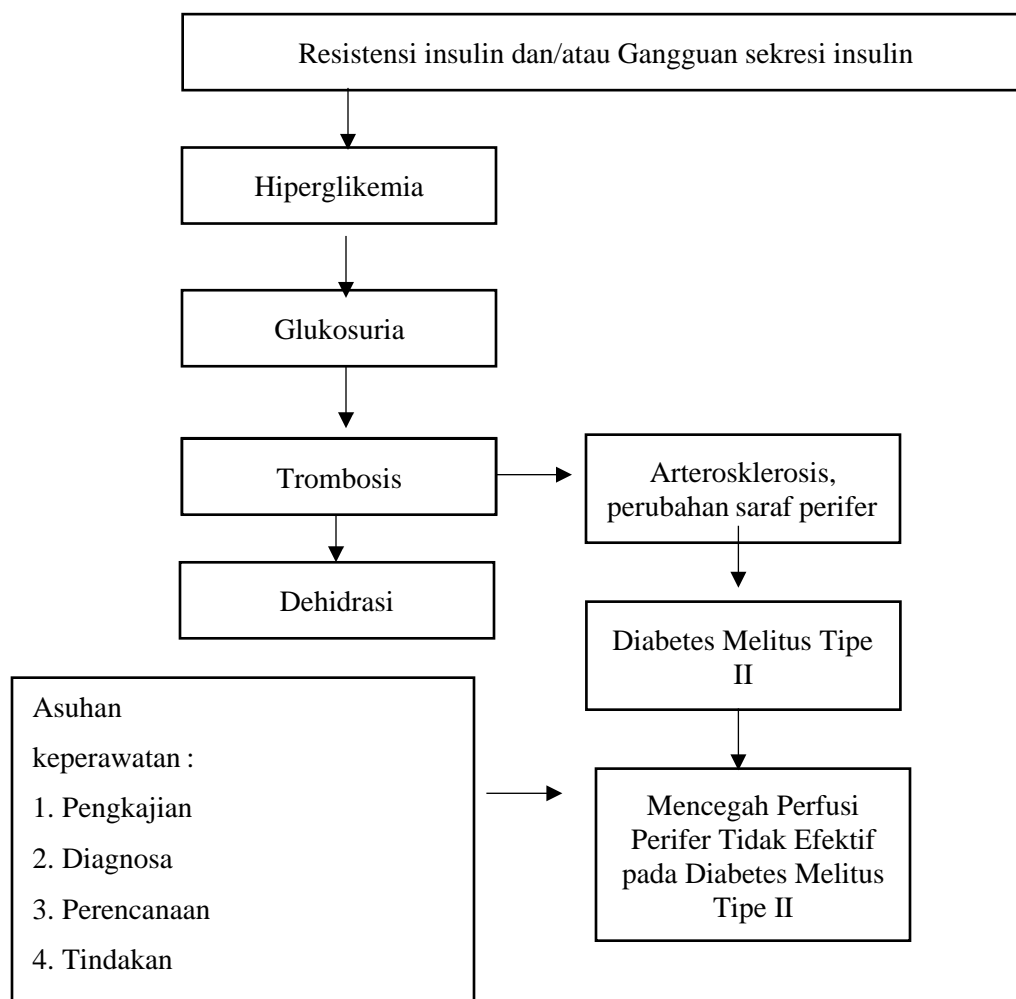 Resistensi insulin dan/atau Gangguan sekresi insulin
Hiperglikemia
Glukosuria
Trombosis
Arterosklerosis,
perubahan saraf perifer
Dehidrasi
Diabetes Melitus Tipe
II
Asuhan
keperawatan :
1. Pengkajian
2. Diagnosa
3. Perencanaan
4. Tindakan
Mencegah Perfusi
Perifer Tidak Efektif
pada Diabetes Melitus
Tipe II